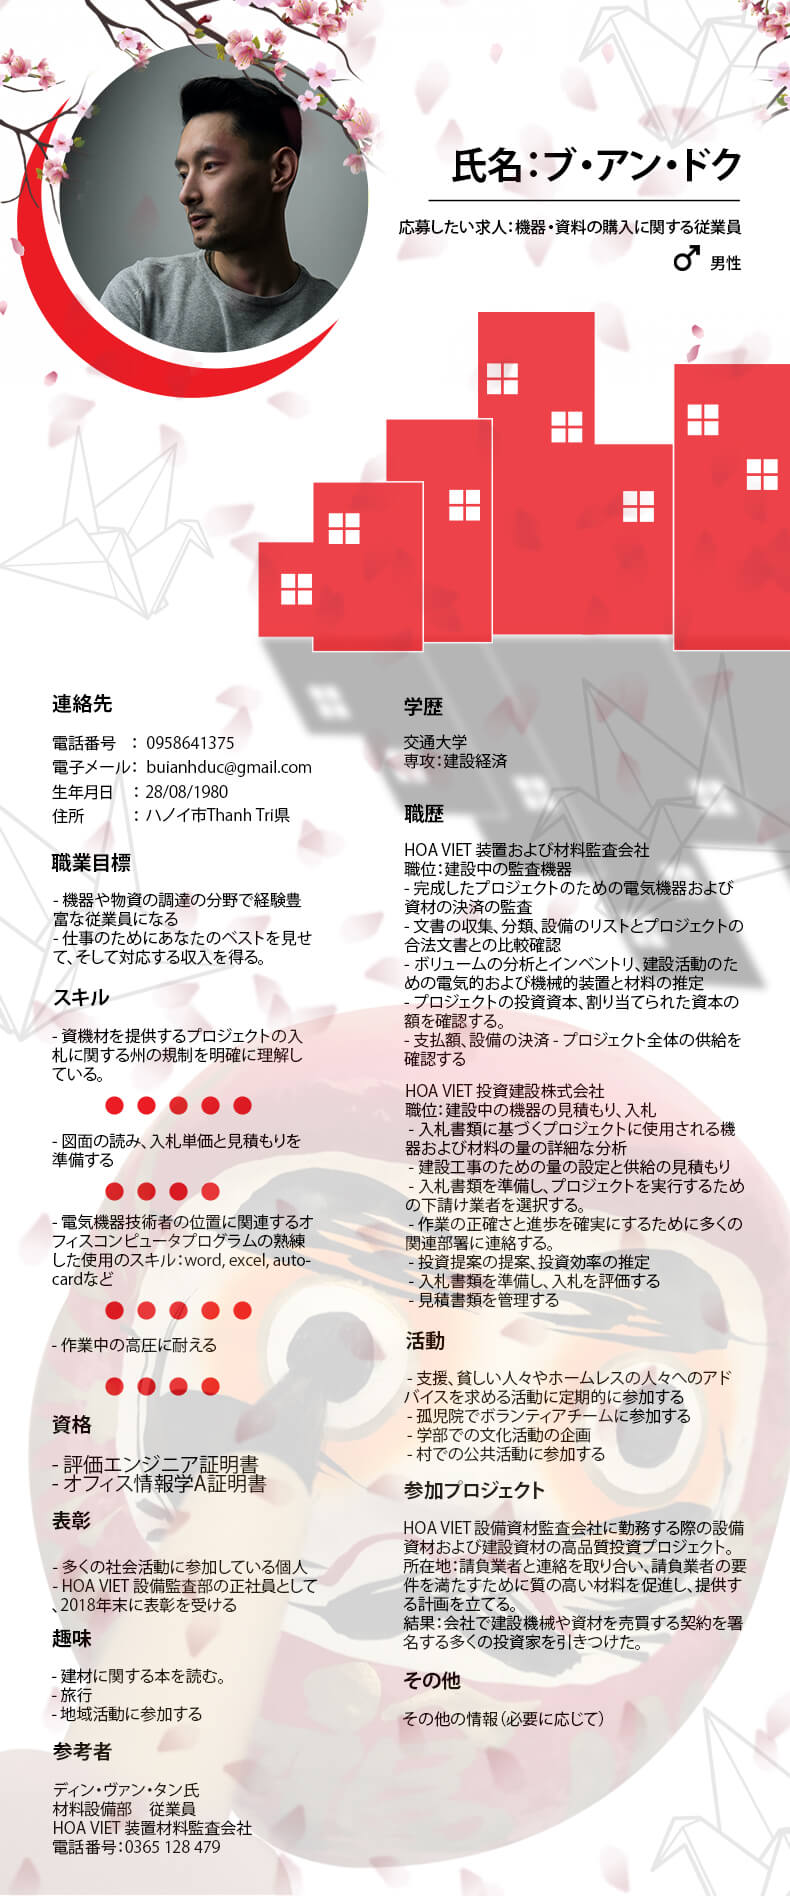 氏名：ブ・アン・ドク
応募したい求人：機器・資料の購入に関する従業員
男性
連絡先
電話番号 ： 0958641375
電子メール： buianhduc@gmail.com
生年月日 ： 28/08/1980
住所 ： ハノイ市Thanh Tri県
職業目標
- 機器や物資の調達の分野で経験豊
富な従業員になる
- 仕事のためにあなたのベストを見せ
て、そして対応する収入を得る。
スキル
- 資機材を提供するプロジェクトの入
札に関する州の規制を明確に理解し
ている。
- 図面の読み、入札単価と見積もりを
準備する
- 電気機器技術者の位置に関連するオ
フィスコンピュータプログラムの熟練
した使用のスキル：word, excel, auto-
cardなど
- 作業中の高圧に耐える
資格
- 評価エンジニア証明書
- オフィス情報学A証明書
表彰
- 多くの社会活動に参加している個人
- HOA VIET 設備監査部の正社員として
、2018年末に表彰を受ける
趣味
- 建材に関する本を読む。
- 旅行
- 地域活動に参加する
参考者
ディン・ヴァン・タン氏
材料設備部　従業員
HOA VIET 装置材料監査会社
電話番号：0365 128 479
学歴
交通大学
専攻：建設経済
職歴
HOA VIET 装置および材料監査会社
職位：建設中の監査機器
- 完成したプロジェクトのための電気機器および
資材の決済の監査
- 文書の収集、分類、設備のリストとプロジェクトの
合法文書との比較確認
- ボリュームの分析とインベントリ、建設活動のた
めの電気的および機械的装置と材料の推定
- プロジェクトの投資資本、割り当てられた資本の
額を確認する。
- 支払額、設備の決済 - プロジェクト全体の供給を
確認する
HOA VIET 投資建設株式会社
職位：建設中の機器の見積もり、入札
- 入札書類に基づくプロジェクトに使用される機
器および材料の量の詳細な分析
- 建設工事のための量の設定と供給の見積もり
- 入札書類を準備し、プロジェクトを実行するため
の下請け業者を選択する。
- 作業の正確さと進歩を確実にするために多くの
関連部署に連絡する。
- 投資提案の提案、投資効率の推定
- 入札書類を準備し、入札を評価する
- 見積書類を管理する
活動
- 支援、貧しい人々やホームレスの人々へのアド
バイスを求める活動に定期的に参加する
- 孤児院でボランティアチームに参加する
- 学部での文化活動の企画
- 村での公共活動に参加する
参加プロジェクト
HOA VIET 設備資材監査会社に勤務する際の設備
資材および建設資材の高品質投資プロジェクト。
所在地：請負業者と連絡を取り合い、請負業者の要
件を満たすために質の高い材料を促進し、提供す
る計画を立てる。
結果：会社で建設機械や資材を売買する契約を署
名する多くの投資家を引きつけた。
その他
その他の情報（必要に応じて）